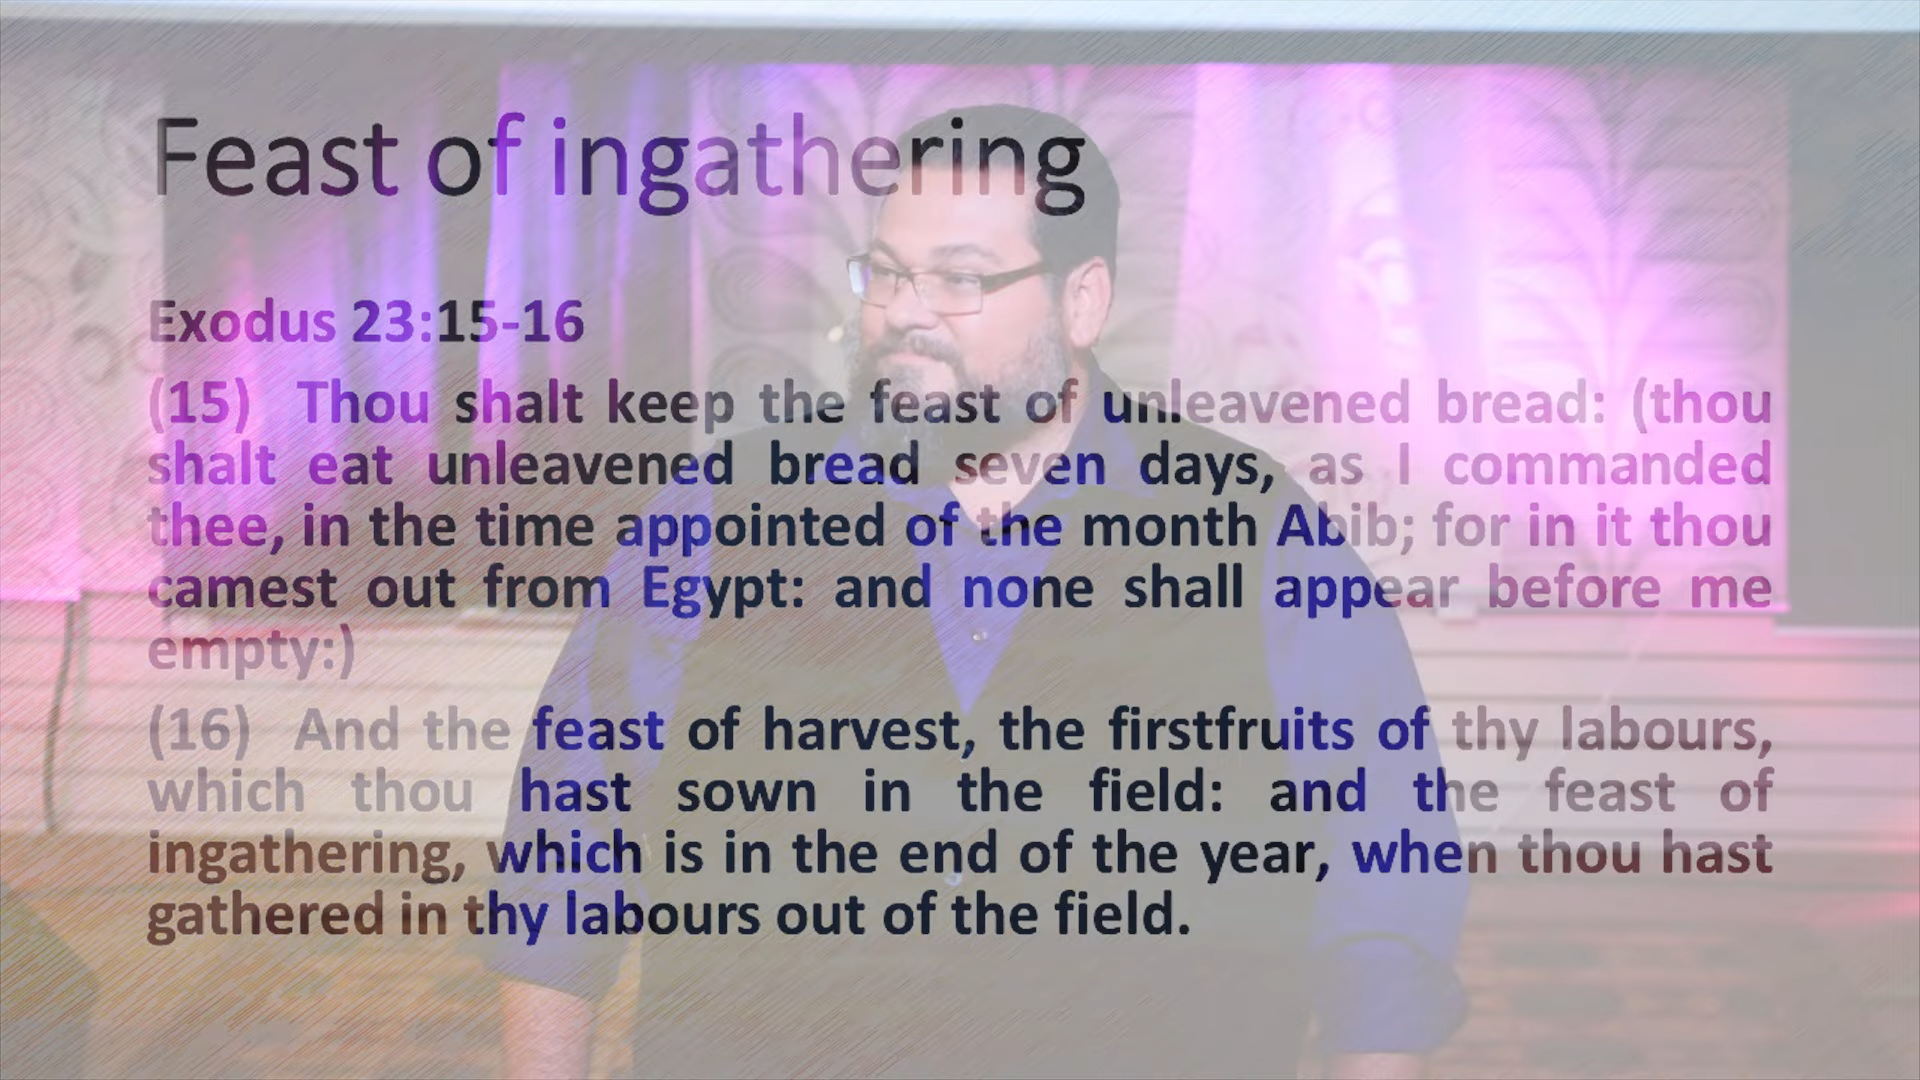 Feast of ingathering
Exodus 23:15-16
(15) Thou shalt keep the feast of unleavened bread: (thou
shalt eat unleavened bread seven days, as I commanded
thee, in the time appointed of the month Abib; for in it thou
camest out from Egypt: and none shall appear before me
empty:)
(16) And the feast of harvest, the firstfruits of thy labours,
which thou hast sown in the field: and the feast of
ingathering, which is in the end of the year, when thou hast
gathered in thy labours out of the field.